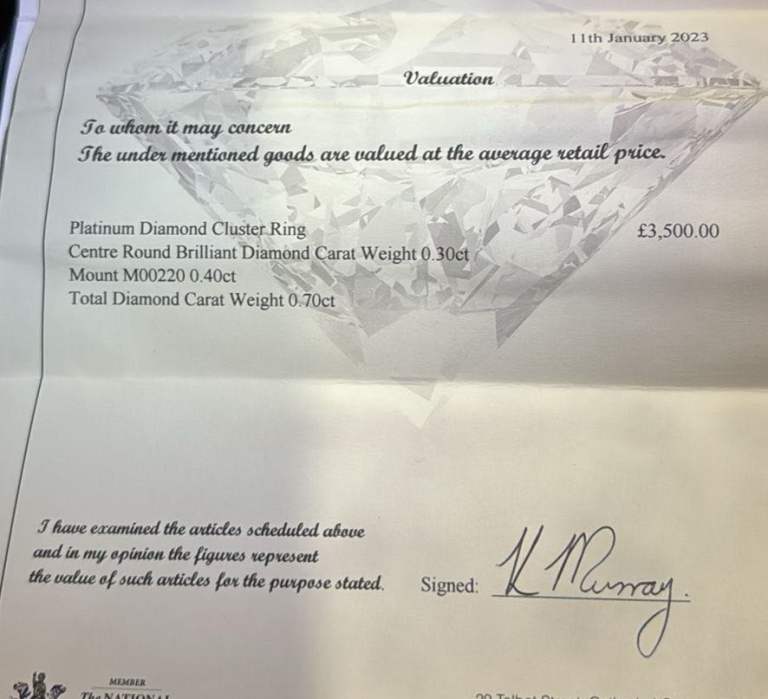 11th January 2023
Valuation
To whom it may concern
The under mentioned goods are valued at the average retail price.
Platinum Diamond Cluster Ring £3,500.00
Centre Round Brilliant Diamond Carat Weight 0.30ct
Mount M00220 0.40ct
Total Diamond Carat Weight 0.70ct
I have examined the articles scheduled above
and in my opinion the figures represent
the value of such articles for the purpose stated.
Signed: K Murray.
MEMBER
The NATIONAL